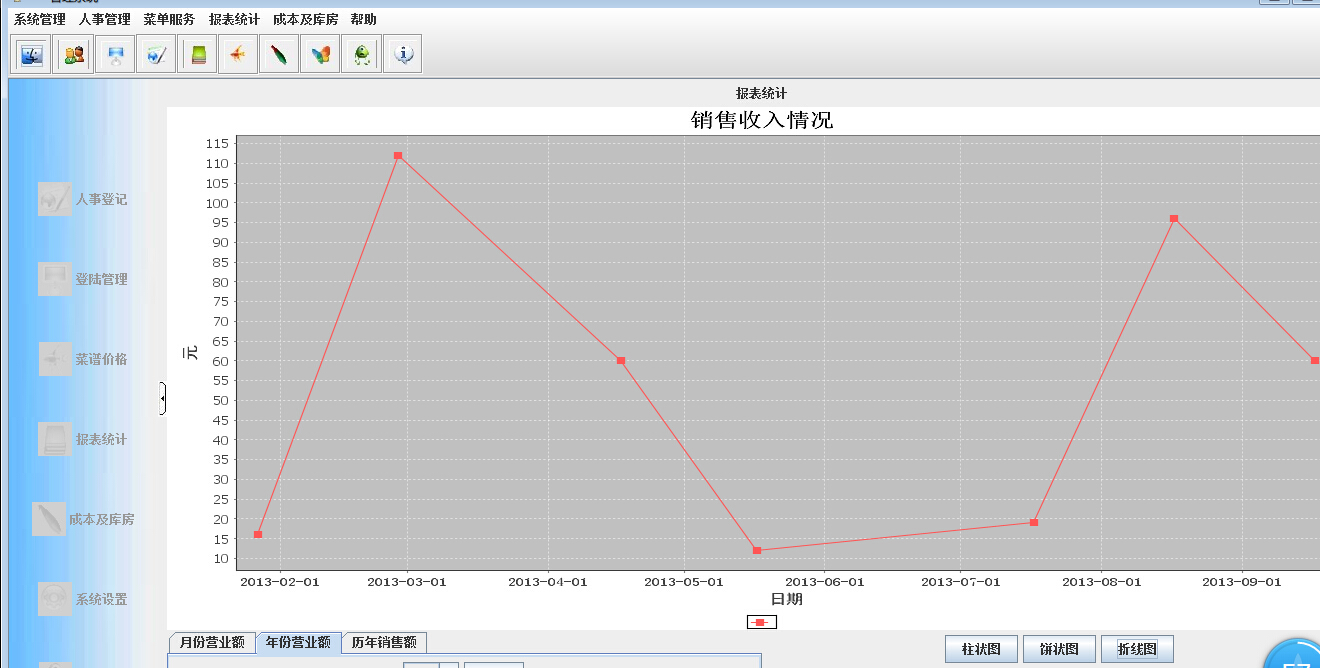 系统管理 人事管理 菜单服务 报表统计 成本及库房 帮助
报表统计
销售收入情况
人事登记
登陆管理
菜谱价格
报表统计
成本及库房
系统设置
元
115
110
105
100
95
90
85
80
75
70
65
60
55
50
45
40
35
30
25
20
15
10
2013-02-01 2013-03-01 2013-04-01 2013-05-01 2013-06-01 2013-07-01 2013-08-01 2013-09-01
日期
月份营业额 年份营业额 历年销售额
柱状图 饼状图 折线图